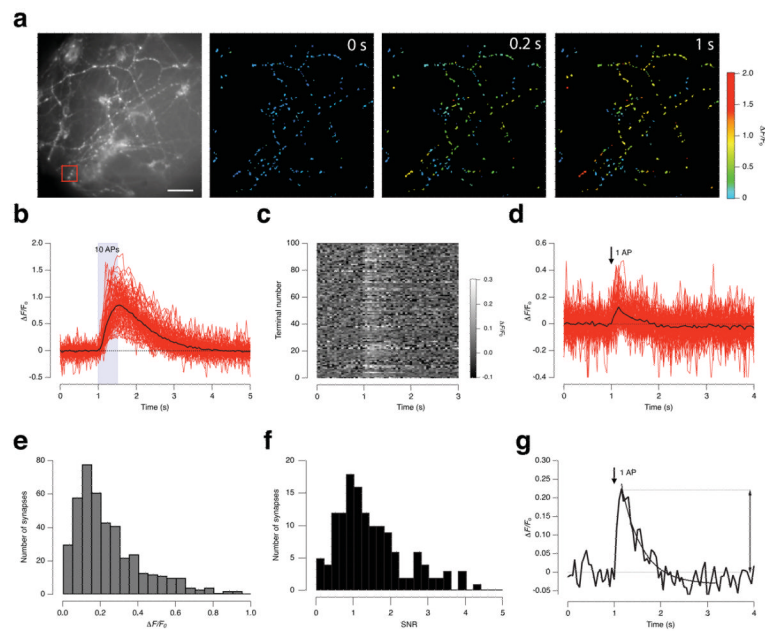 a
0 s
0.2 s
1 s
2.0
1.5
1.0
0.5
0
ΔF/F0
b
10 APs
2.0
1.5
1.0
0.5
0
-0.5
ΔF/F0
0 1 2 3 4 5
Time (s)
c
100
80
60
40
20
0
Terminal number
0 1 2 3
Time (s)
0.3
0.2
0.1
0.0
-0.1
ΔF/F0
d
1 AP
0.6
0.4
0.2
0
-0.2
-0.4
ΔF/F0
0 1 2 3 4
Time (s)
e
80
60
40
20
0
Number of synapses
0.0 0.2 0.4 0.6 0.8 1.0
ΔF/F0
f
20
15
10
5
0
Number of synapses
0 1 2 3 4 5
SNR
g
1 AP
0.30
0.25
0.20
0.15
0.10
0.05
0.00
-0.05
ΔF/F0
0 1 2 3 4
Time (s)